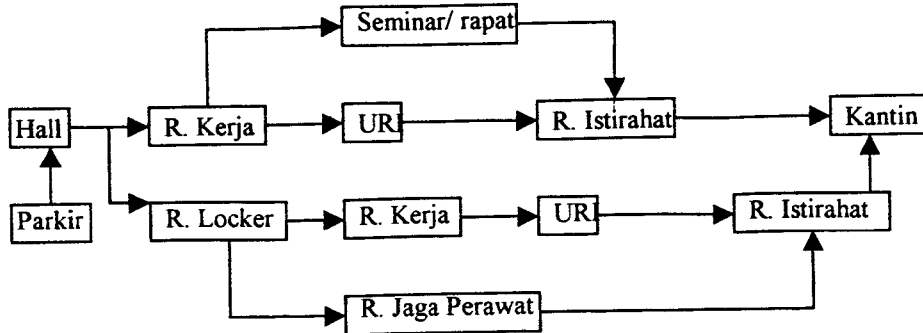 Seminar/ rapat
Hall
R. Kerja
URI
R. Istirahat
Kantin
Parkir
R. Locker
R. Kerja
URI
R. Istirahat
R. Jaga Perawat